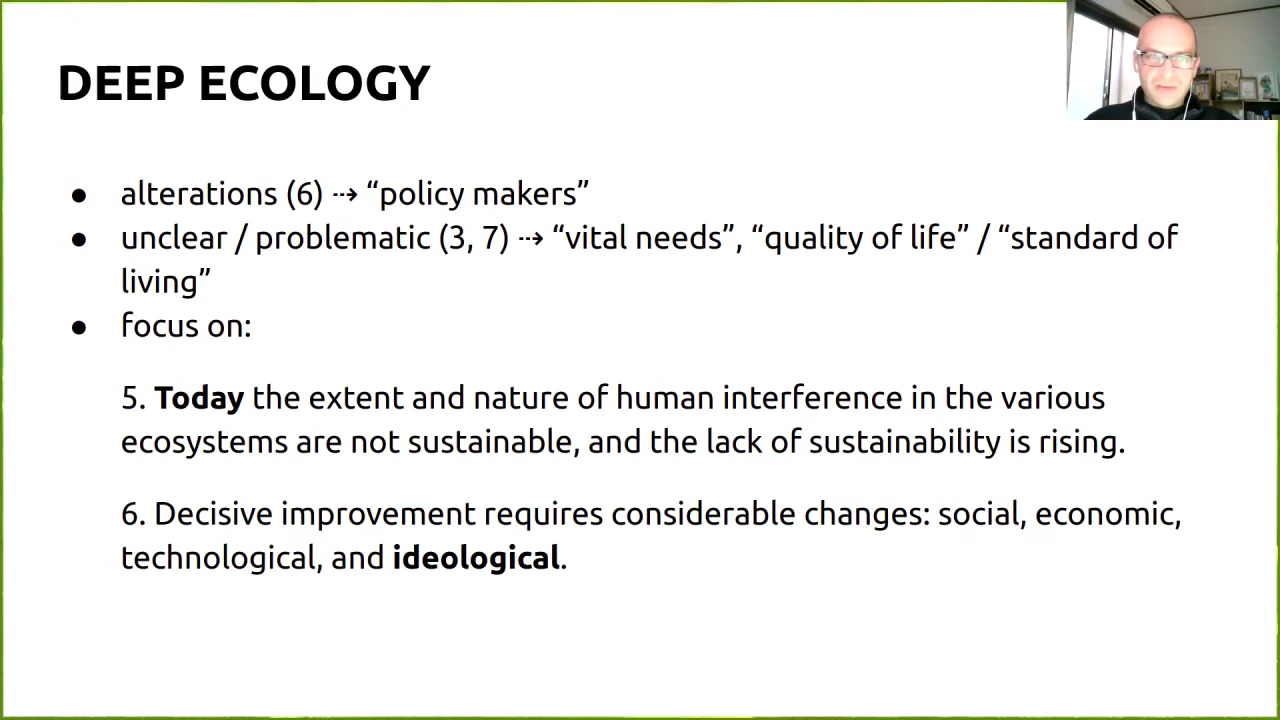 DEEP ECOLOGY
● alterations (6) ⇢ “policy makers”
● unclear / problematic (3, 7) ⇢ “vital needs”, “quality of life” / “standard of
living”
● focus on:
5. Today the extent and nature of human interference in the various
ecosystems are not sustainable, and the lack of sustainability is rising.
6. Decisive improvement requires considerable changes: social, economic,
technological, and ideological.